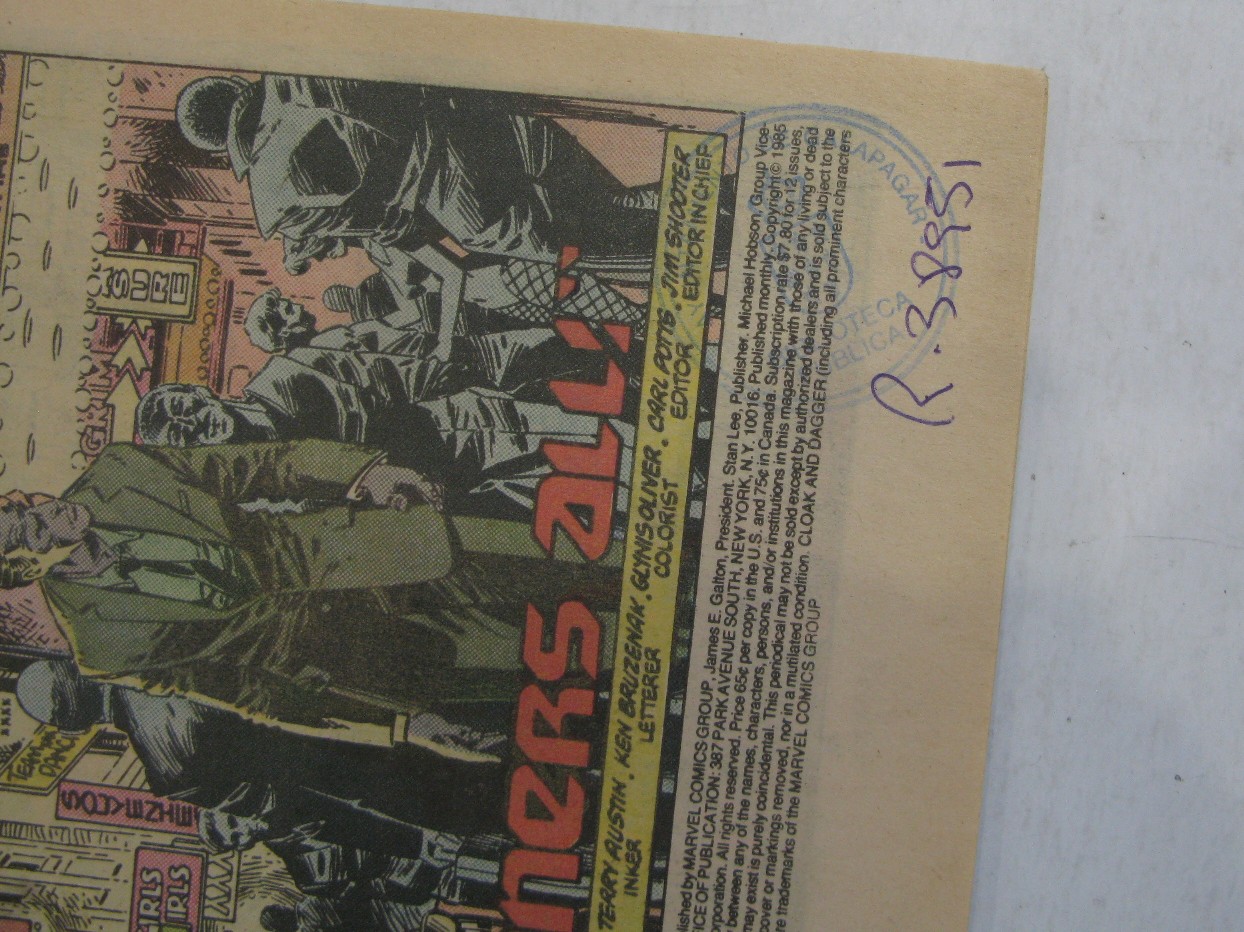 SURE
GRIM
TEAM
GIRLS
GIRLS
NERS ALL!
TERRY AUSTIN . KEN BRUZENAK . GLYNIS OLIVER . CARL POTTS . JIM SHOOTER
INKER LETTERER COLORIST EDITOR EDITOR IN CHIEF
lished by MARVEL COMICS GROUP, James E. Galton, President. Stan Lee, Publisher. Michael Hobson, Group Vice-
ICE OF PUBLICATION: 387 PARK AVENUE SOUTH, NEW YORK, N.Y. 10016. Published monthly. Copyright © 1985
rporation. All rights reserved. Price 65¢ per copy in the U.S. and 75¢ in Canada. Subscription rate $7.80 for 12 issues,
between any of the names, characters, persons, and/or institutions in this magazine with those of any living or dead
may exist is purely coincidental. This periodical may not be sold except by authorized dealers and is sold subject to the
cover or markings removed, nor in a mutilated condition. CLOAK AND DAGGER (including all prominent characters
re trademarks of the MARVEL COMICS GROUP
APAGAR
OTECA
BLICA
R. 38951